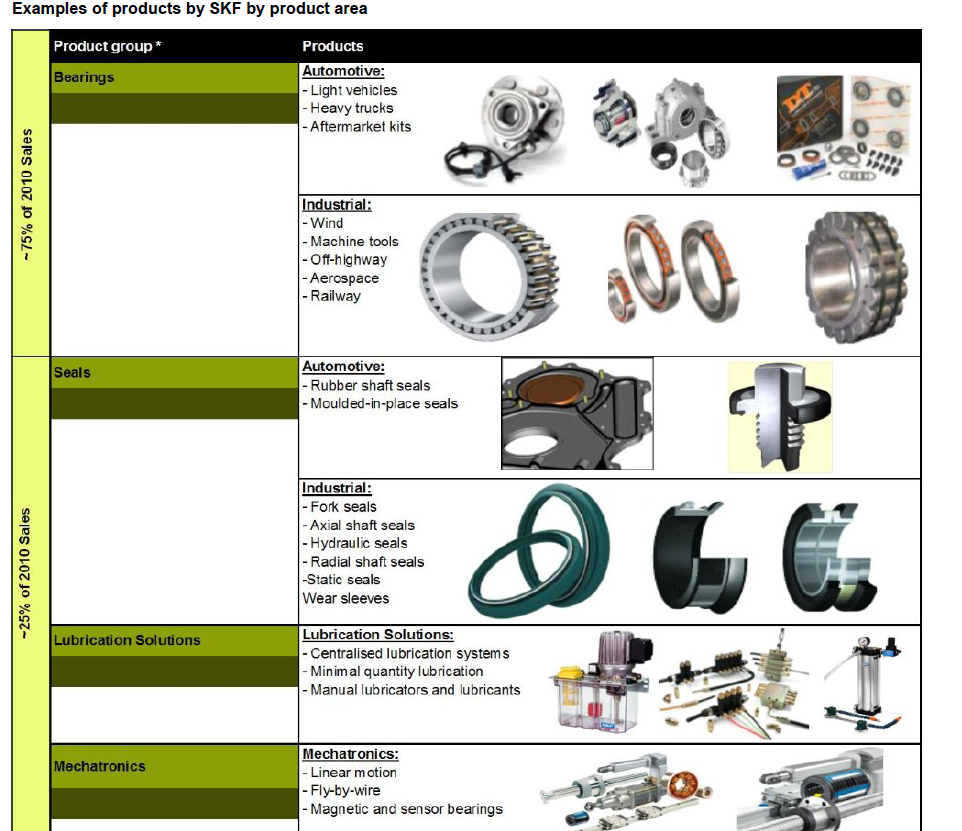 Examples of products by SKF by product area
Product group *
Products
~75% of 2010 Sales
Bearings
Automotive:
- Light vehicles
- Heavy trucks
- Aftermarket kits
Industrial:
- Wind
- Machine tools
- Off-highway
- Aerospace
- Railway
~25% of 2010 Sales
Seals
Automotive:
- Rubber shaft seals
- Moulded-in-place seals
Industrial:
- Fork seals
- Axial shaft seals
- Hydraulic seals
- Radial shaft seals
-Static seals
Wear sleeves
Lubrication Solutions
Lubrication Solutions:
- Centralised lubrication systems
- Minimal quantity lubrication
- Manual lubricators and lubricants
Mechatronics
Mechatronics:
- Linear motion
- Fly-by-wire
- Magnetic and sensor bearings